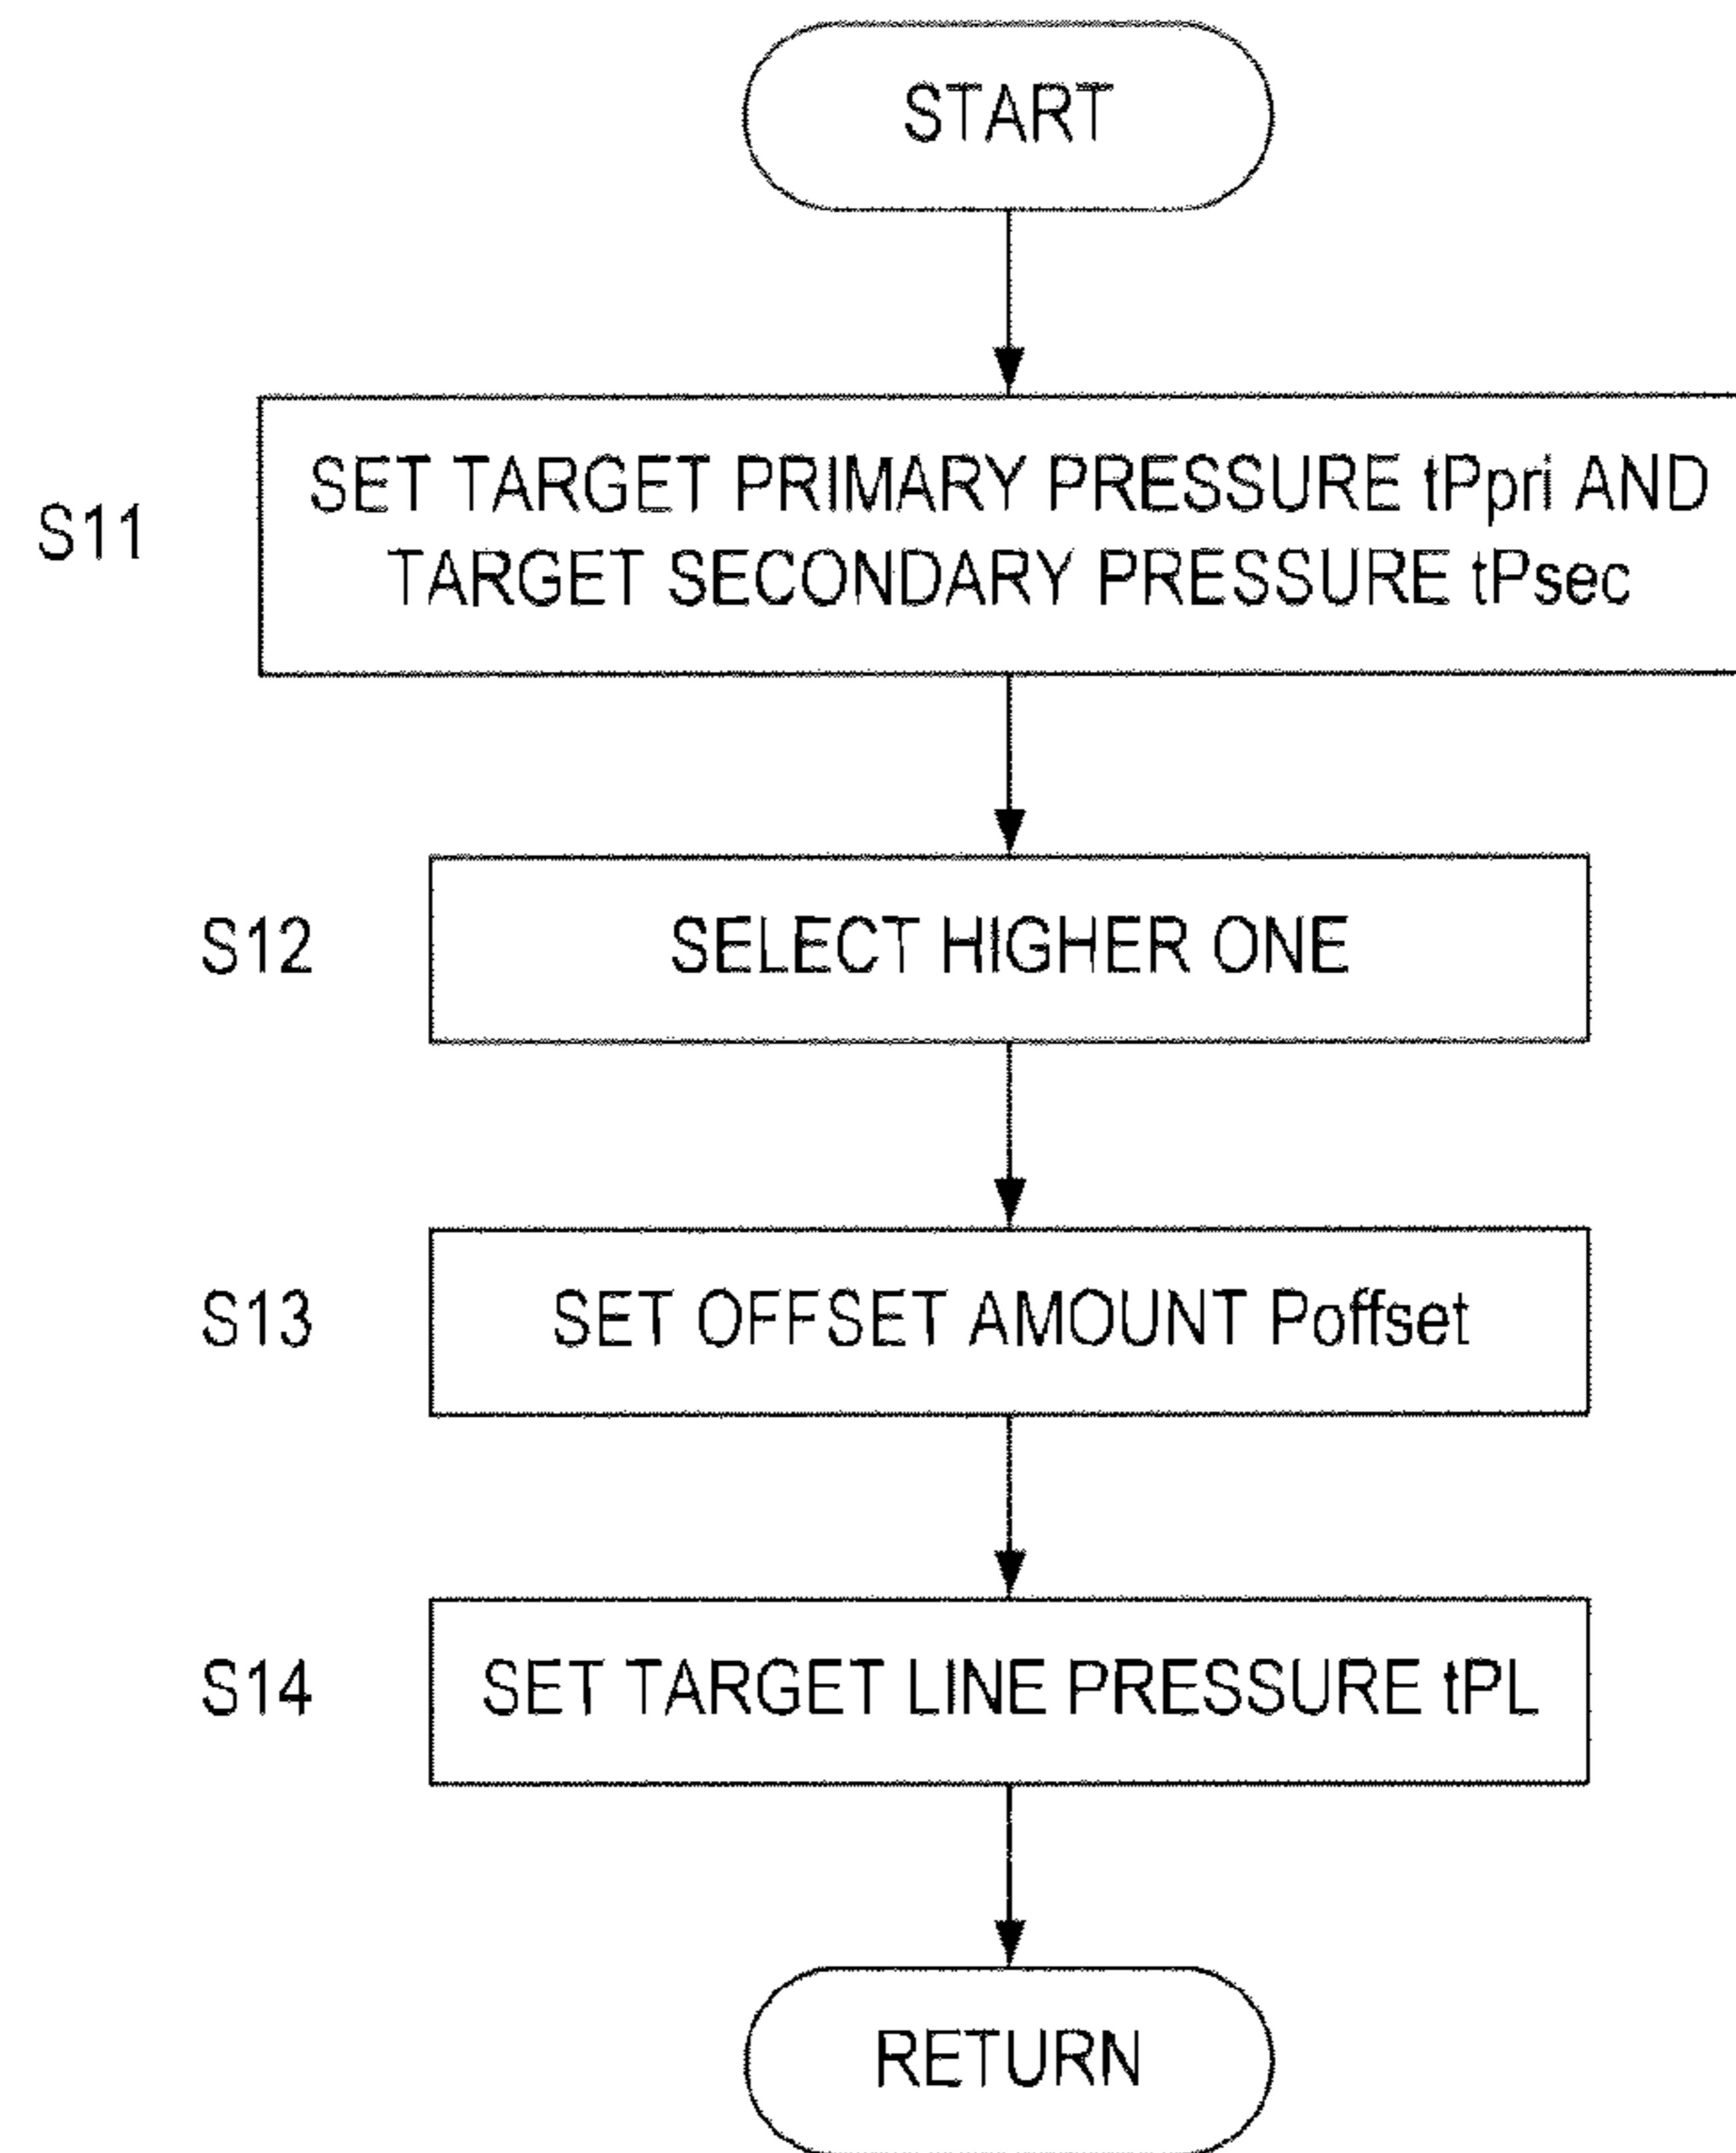 START
S11
SET TARGET PRIMARY PRESSURE tPpri AND
TARGET SECONDARY PRESSURE tPsec
S12
SELECT HIGHER ONE
S13
SET OFFSET AMOUNT Poffset
S14
SET TARGET LINE PRESSURE tPL
RETURN